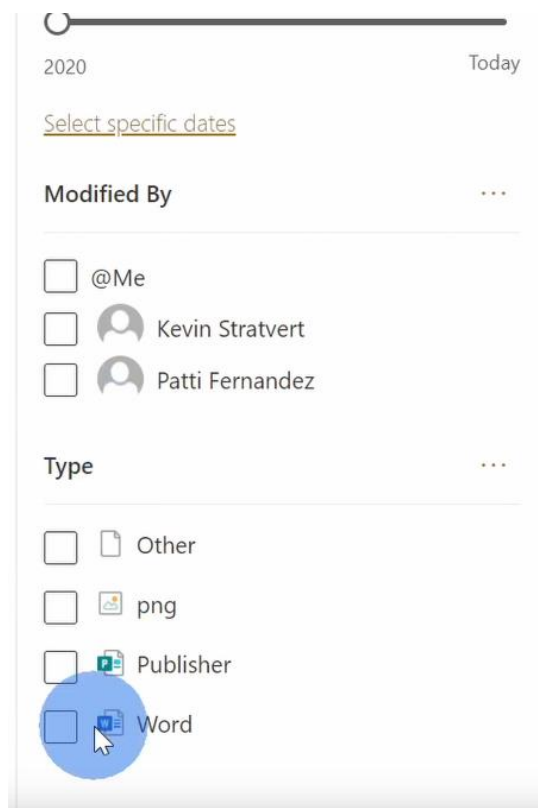 2020 Today
Select specific dates
Modified By ...
@Me
Kevin Stratvert
Patti Fernandez
Type ...
Other
png
Publisher
Word